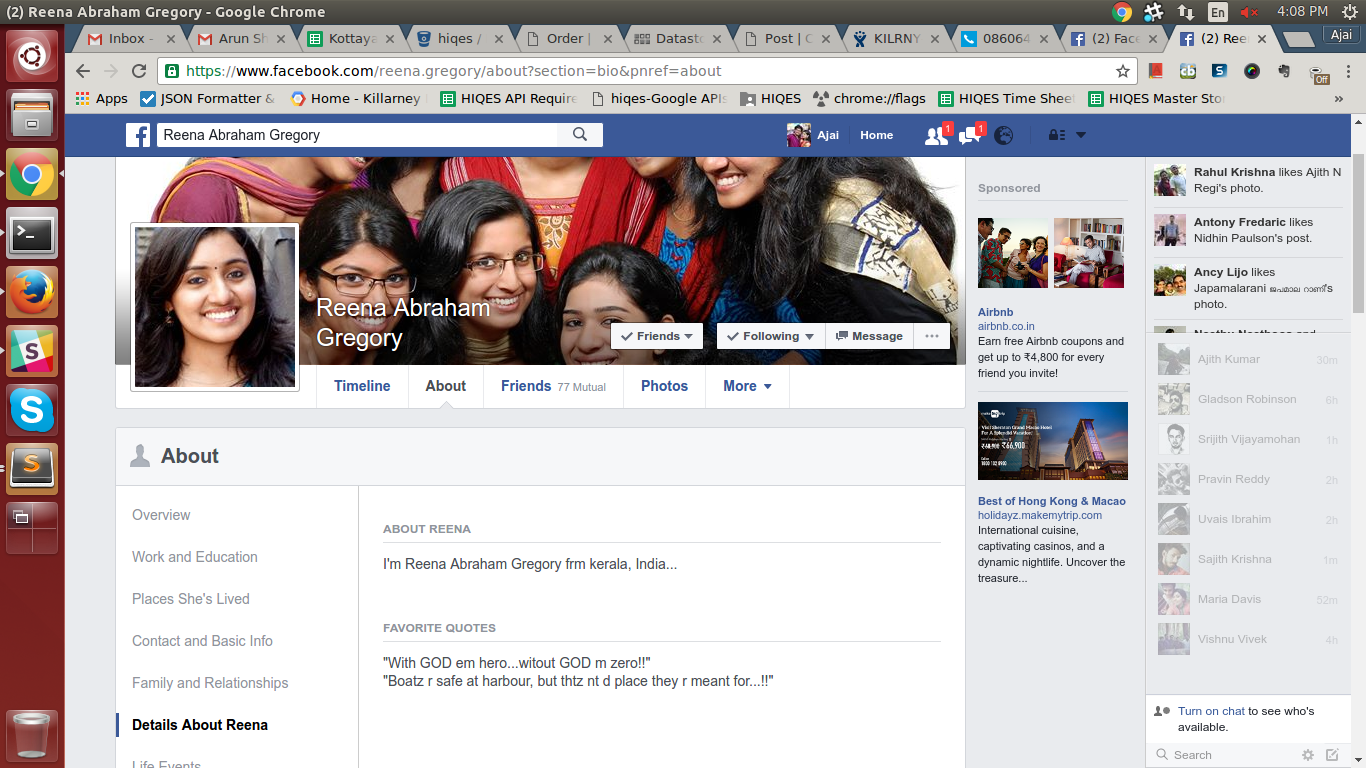 (2) Reena Abraham Gregory - Google Chrome
En
4:08 PM
Inbox -
Arun Sh
Kottaya
hiqes /
Order |
Datasto
Post | C
KILRNY
086064
(2) Face
(2) Ree
Ajai
https://www.facebook.com/reena.gregory/about?section=bio&pnref=about
Off
Apps
JSON Formatter &
Home - Killarney
HIQES API Require
hiqes-Google APIs
HIQES
chrome://flags
HIQES Time Sheet
HIQES Master Stor
»
Reena Abraham Gregory
Ajai
Home
1
1
Reena Abraham
Gregory
Friends
Following
Message
Timeline
About
Friends 77 Mutual
Photos
More
About
Overview
Work and Education
Places She's Lived
Contact and Basic Info
Family and Relationships
Details About Reena
Life Events
ABOUT REENA
I'm Reena Abraham Gregory frm kerala, India...
FAVORITE QUOTES
"With GOD em hero...witout GOD m zero!!"
"Boatz r safe at harbour, but thtz nt d place they r meant for...!!"
Sponsored
Airbnb
airbnb.co.in
Earn free Airbnb coupons and
get up to ₹4,800 for every
friend you invite!
Visit Sheraton Grand Macao Hotel
For A Splendid Vacation!
₹66,900
Best of Hong Kong & Macao
holidayz.makemytrip.com
International cuisine,
captivating casinos, and a
dynamic nightlife. Uncover the
treasure...
Rahul Krishna likes Ajith N
Regi's photo.
Antony Fredaric likes
Nidhin Paulson's post.
Ancy Lijo likes
Japamalarani ജപമാല റാണി's
photo.
Ajith Kumar 30m
Gladson Robinson 6h
Srijith Vijayamohan 1h
Pravin Reddy 2h
Uvais Ibrahim 2h
Sajith Krishna 1m
Maria Davis 52m
Vishnu Vivek 4h
Turn on chat to see who's
available.
Search